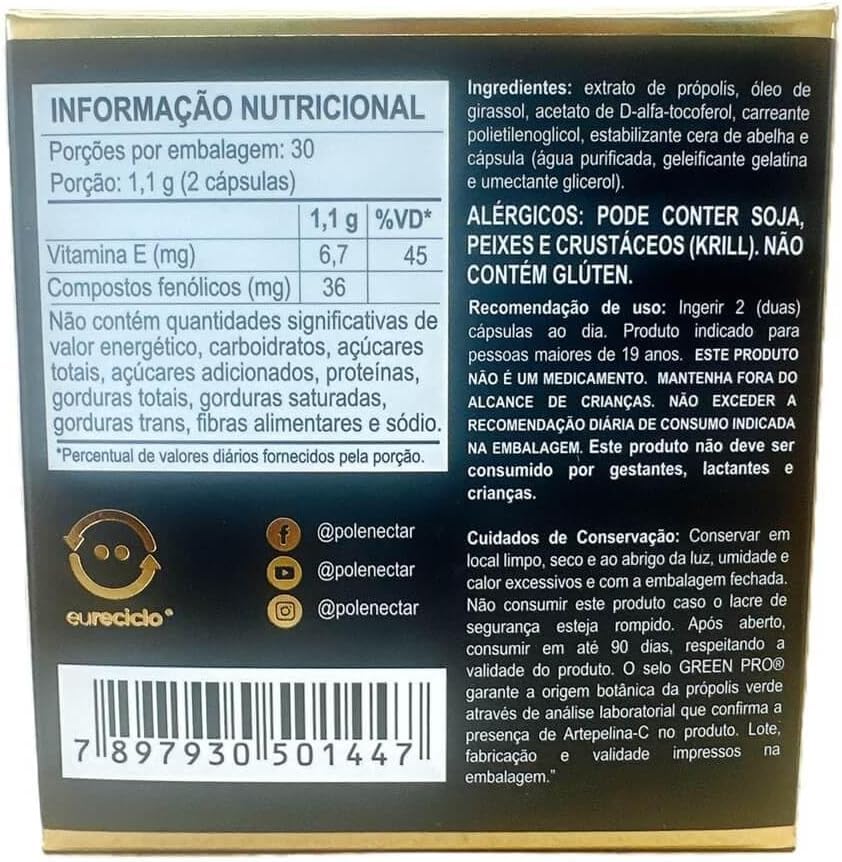 INFORMAÇÃO NUTRICIONAL
Porções por embalagem: 30
Porção: 1,1 g (2 cápsulas)
1,1 g %VD*
Vitamina E (mg) 6,7 45
Compostos fenólicos (mg) 36
Não contém quantidades significativas de
valor energético, carboidratos, açúcares
totais, açúcares adicionados, proteínas,
gorduras totais, gorduras saturadas,
gorduras trans, fibras alimentares e sódio.
*Percentual de valores diários fornecidos pela porção.
eureciclo®
@polenectar
@polenectar
@polenectar
7 897930 501447
Ingredientes: extrato de própolis, óleo de
girassol, acetato de D-alfa-tocoferol, carreante
polietilenoglicol, estabilizante cera de abelha e
cápsula (água purificada, geleificante gelatina
e umectante glicerol).
ALÉRGICOS: PODE CONTER SOJA,
PEIXES E CRUSTÁCEOS (KRILL). NÃO
CONTÉM GLÚTEN.
Recomendação de uso: Ingerir 2 (duas)
cápsulas ao dia. Produto indicado para
pessoas maiores de 19 anos. ESTE PRODUTO
NÃO É UM MEDICAMENTO. MANTENHA FORA DO
ALCANCE DE CRIANÇAS. NÃO EXCEDER A
RECOMENDAÇÃO DIÁRIA DE CONSUMO INDICADA
NA EMBALAGEM. Este produto não deve ser
consumido por gestantes, lactantes e
crianças.
Cuidados de Conservação: Conservar em
local limpo, seco e ao abrigo da luz, umidade e
calor excessivos e com a embalagem fechada.
Não consumir este produto caso o lacre de
segurança esteja rompido. Após aberto,
consumir em até 90 dias, respeitando a
validade do produto. O selo GREEN PRO®
garante a origem botânica da própolis verde
através de análise laboratorial que confirma a
presença de Artepelina-C no produto. Lote,
fabricação e validade impressos na
embalagem."